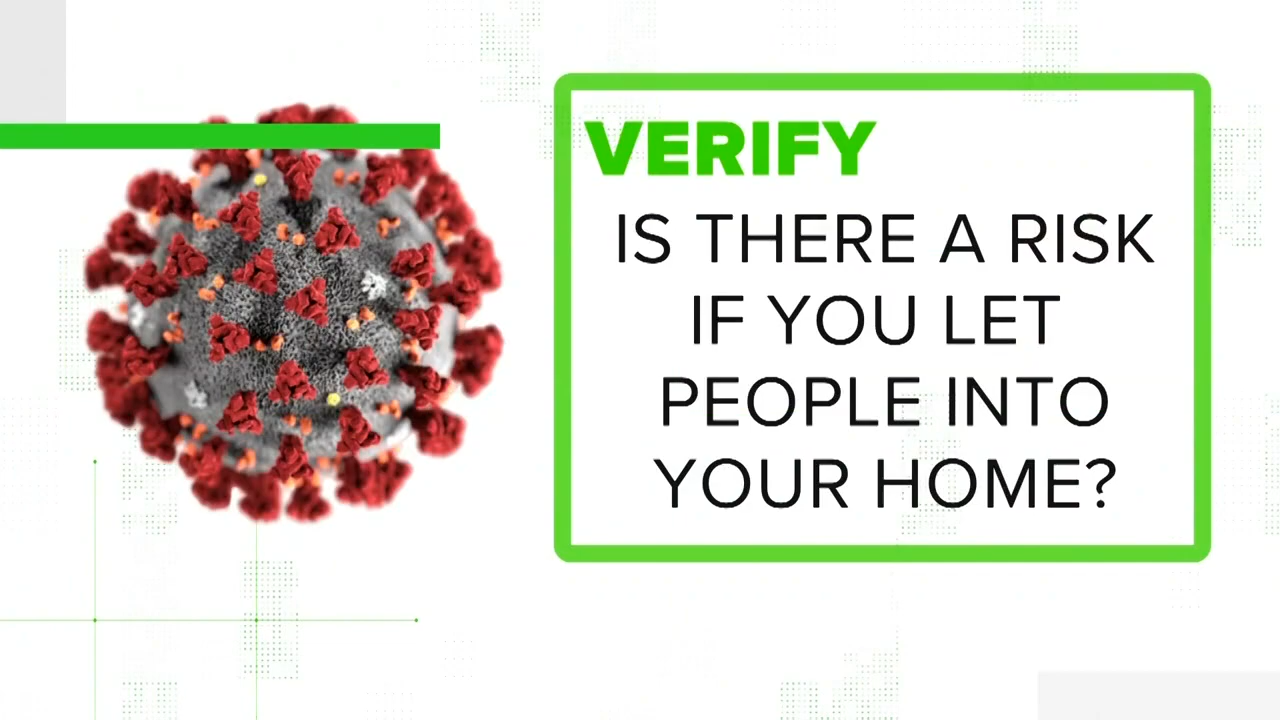 VERIFY
IS THERE A RISK
IF YOU LET
PEOPLE INTO
YOUR HOME?